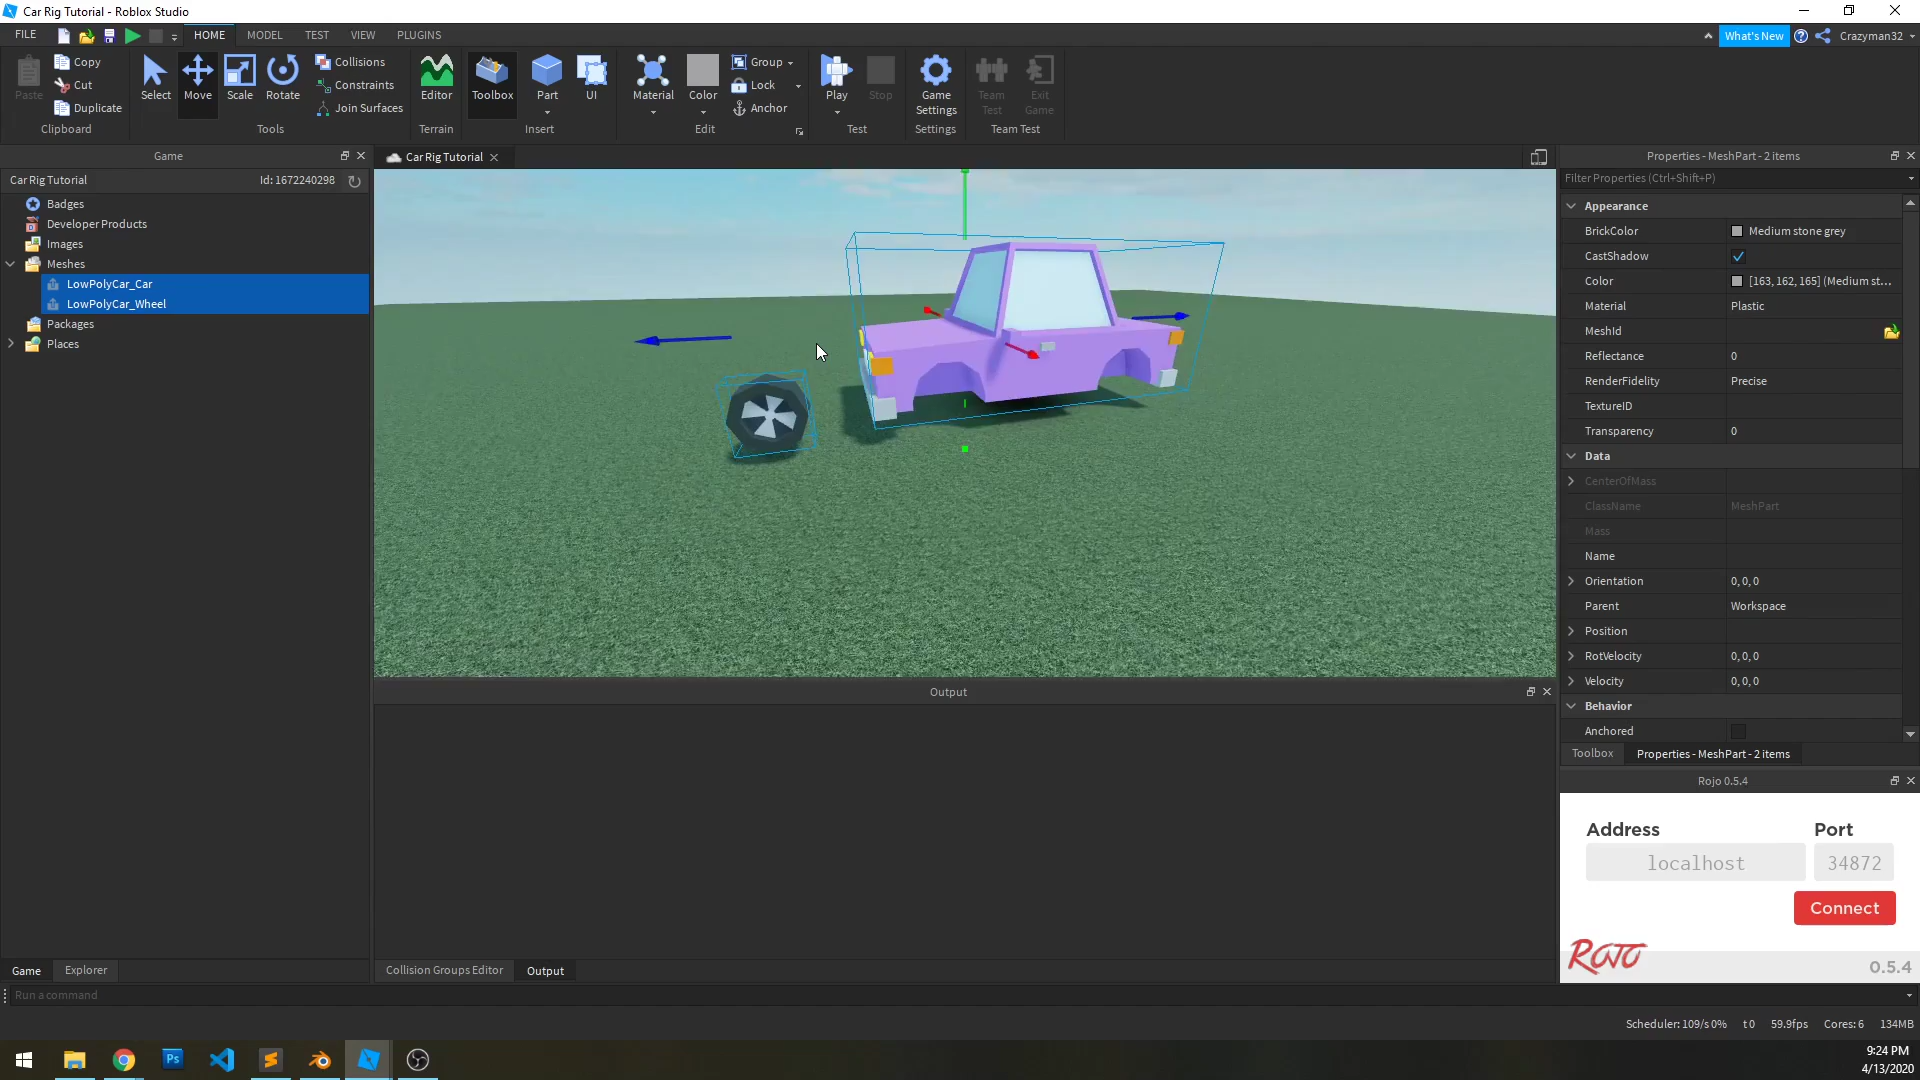 Car Rig Tutorial - Roblox Studio
FILE HOME MODEL TEST VIEW PLUGINS What's New Crazyman32
Paste Copy Cut Duplicate
Clipboard
Select Move Scale Rotate Collisions Constraints Join Surfaces
Tools
Editor
Terrain
Toolbox Part UI
Insert
Material Color Group Lock Anchor
Edit
Play Stop
Test
Game Settings
Settings
Team Test Exit Game
Team Test
Game
Car Rig Tutorial Id: 1672240298
Badges
Developer Products
Images
Meshes
LowPolyCar_Car
LowPolyCar_Wheel
Packages
Places
Game Explorer
Car Rig Tutorial
Output
Collision Groups Editor Output
Properties - MeshPart - 2 items
Filter Properties (Ctrl+Shift+P)
Appearance
BrickColor Medium stone grey
CastShadow
Color [163, 162, 165] (Medium st...
Material Plastic
MeshId
Reflectance 0
RenderFidelity Precise
TextureID
Transparency 0
Data
CenterOfMass
ClassName MeshPart
Mass
Name
Orientation 0, 0, 0
Parent Workspace
Position
RotVelocity 0, 0, 0
Velocity 0, 0, 0
Behavior
Anchored
Toolbox Properties - MeshPart - 2 items
Rojo 0.5.4
Address Port
localhost 34872
Connect
ROJO 0.5.4
Run a command
Scheduler: 109/s 0% t 0 59.9fps Cores: 6 134MB
Ps
9:24 PM
4/13/2020